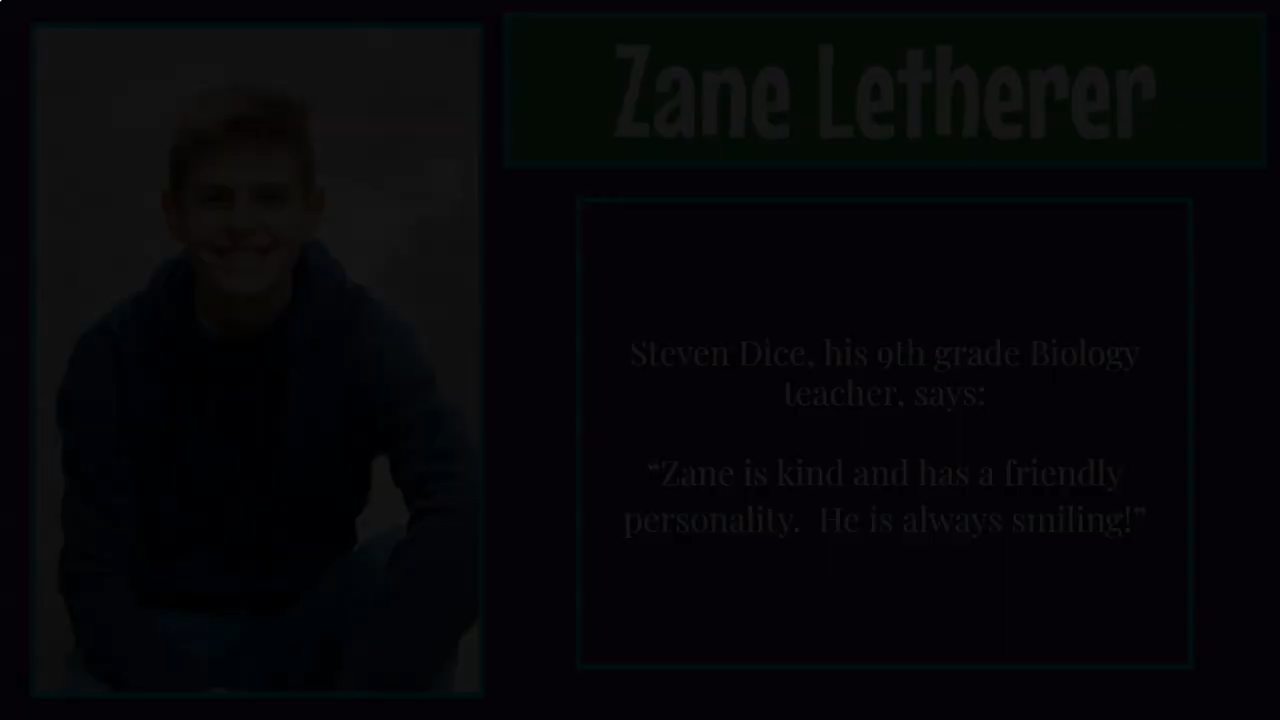 Zane Letherer
Steven Dice, his 9th grade Biology
teacher, says:
“Zane is kind and has a friendly
personality.  He is always smiling!”